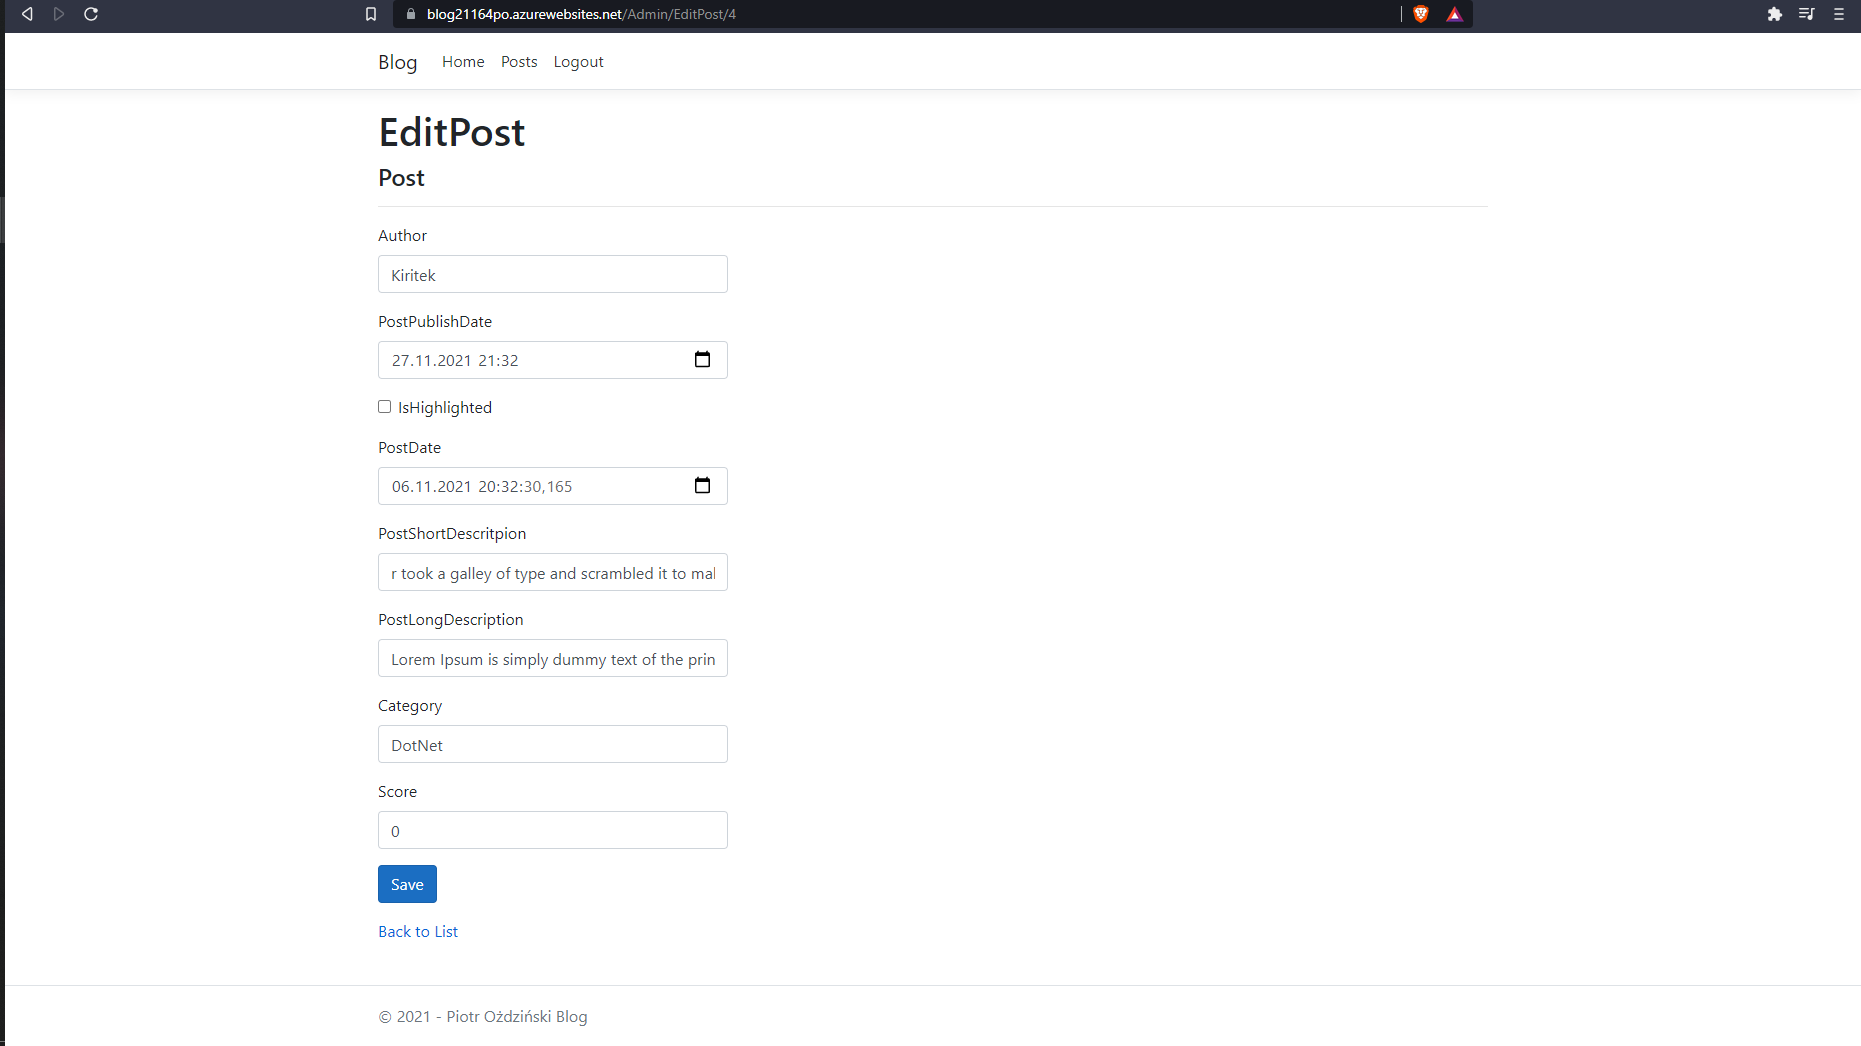 blog21164po.azurewebsites.net/Admin/EditPost/4
Blog Home Posts Logout
EditPost
Post
Author
Kiritek
PostPublishDate
27.11.2021 21:32
IsHighlighted
PostDate
06.11.2021 20:32:30,165
PostShortDescritpion
r took a galley of type and scrambled it to mal
PostLongDescription
Lorem Ipsum is simply dummy text of the prin
Category
DotNet
Score
0
Save
Back to List
© 2021 - Piotr Ożdziński Blog